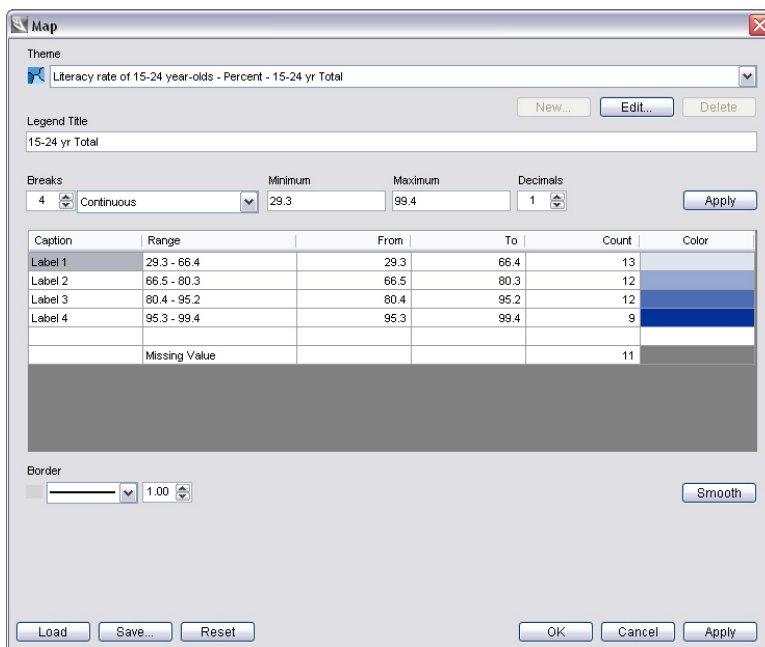 Map
Theme
Literacy rate of 15-24 year-olds - Percent - 15-24 yr Total
New... Edit... Delete
Legend Title
15-24 yr Total
Breaks Minimum Maximum Decimals
4 Continuous 29.3 99.4 1 Apply
Caption Range From To Count Color
Label 1 29.3 - 66.4 29.3 66.4 13
Label 2 66.5 - 80.3 66.5 80.3 12
Label 3 80.4 - 95.2 80.4 95.2 12
Label 4 95.3 - 99.4 95.3 99.4 9
Missing Value 11
Border
1.00 Smooth
Load Save... Reset OK Cancel Apply